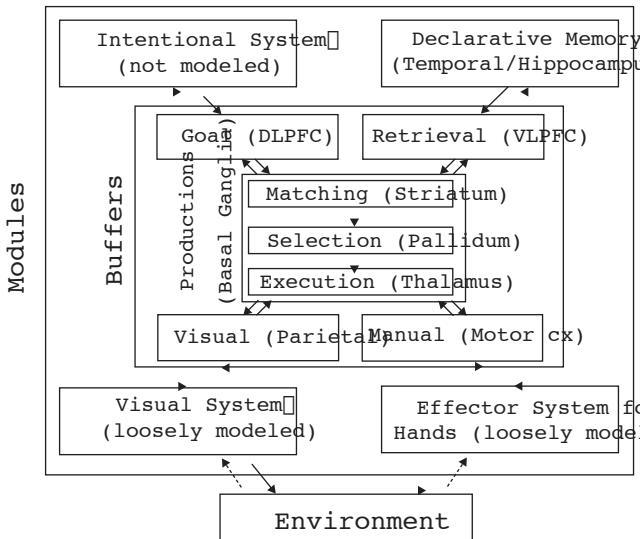 Intentional System
(not modeled)
Declarative Memory
(Temporal/Hippocampu
Goal (DLPFC)
Retrieval (VLPFC)
Matching (Striatum)
Selection (Pallidum)
Execution (Thalamus)
Productions
(Basal Ganglia)
Buffers
Modules
Visual (Parietal)
Manual (Motor cx)
Visual System
(loosely modeled)
Effector System fo
Hands (loosely model
Environment